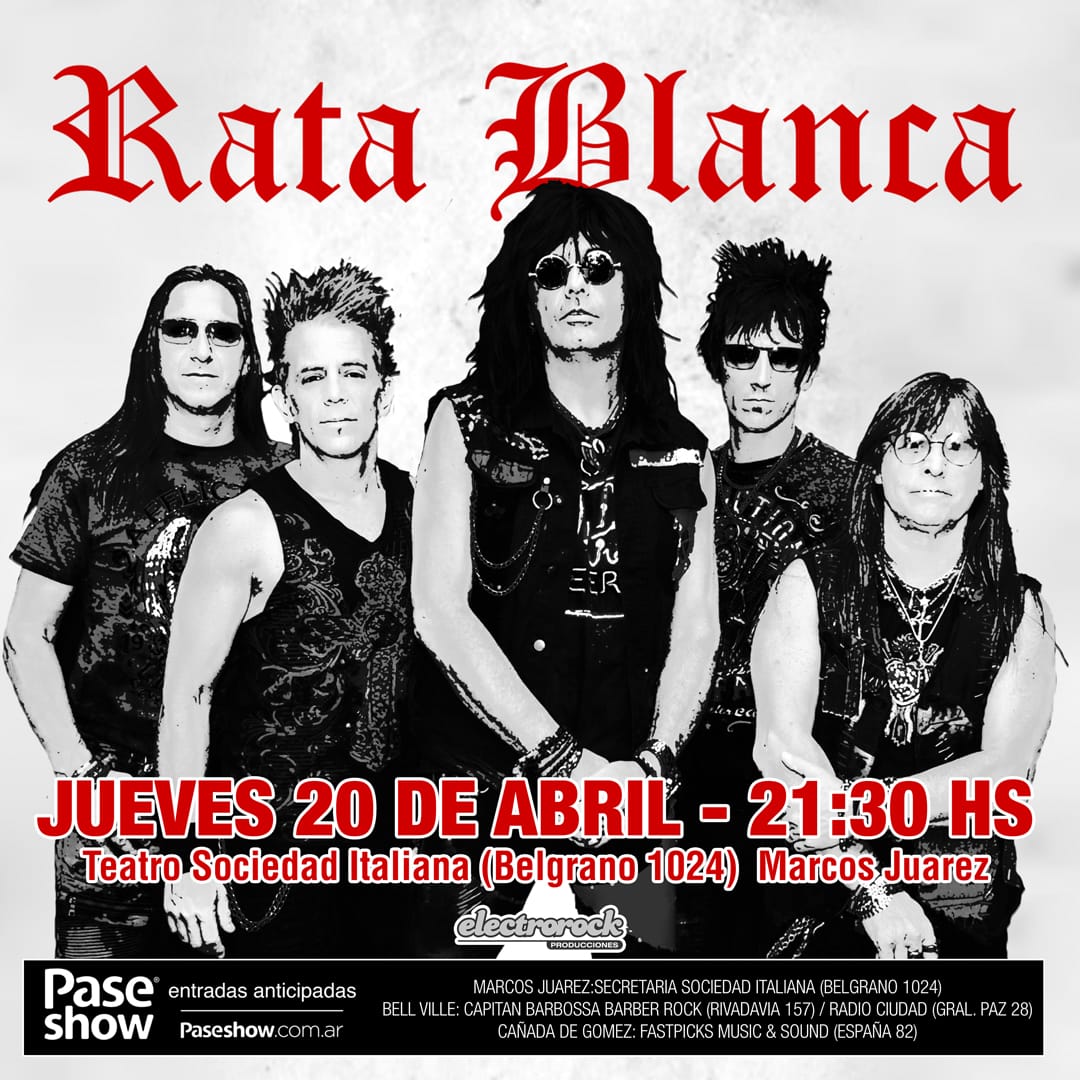 Rata Blanca
EER
JUEVES 20 DE ABRIL - 21:30 HS
Teatro Sociedad Italiana (Belgrano 1024) Marcos Juarez
electrorock
PRODUCCIONES
Pase® show
entradas anticipadas
Paseshow.com.ar
MARCOS JUAREZ:SECRETARIA SOCIEDAD ITALIANA (BELGRANO 1024)
BELL VILLE: CAPITAN BARBOSSA BARBER ROCK (RIVADAVIA 157) / RADIO CIUDAD (GRAL. PAZ 28)
CAÑADA DE GOMEZ: FASTPICKS MUSIC & SOUND (ESPAÑA 82)